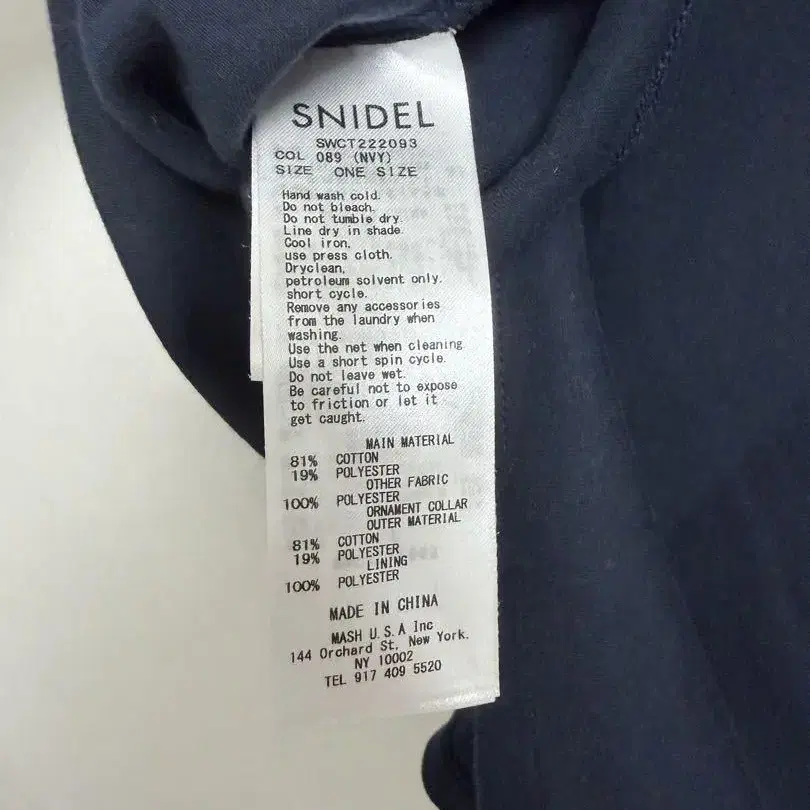 SNIDEL
SWCT222093
COL 089 (NVY)
SIZE ONE SIZE
Hand wash cold.
Do not bleach.
Do not tumble dry.
Line dry in shade.
Cool iron,
use press cloth.
Dryclean,
petroleum solvent only.
short cycle.
Remove any accessories
from the laundry when
washing.
Use the net when cleaning.
Use a short spin cycle.
Do not leave wet.
Be careful not to expose
to friction or let it
get caught.
MAIN MATERIAL
81% COTTON
19% POLYESTER
OTHER FABRIC
100% POLYESTER
ORNAMENT COLLAR
OUTER MATERIAL
81% COTTON
19% POLYESTER
LINING
100% POLYESTER
MADE IN CHINA
MASH U.S.A Inc
144 Orchard St, New York.
NY 10002
TEL 917 409 5520